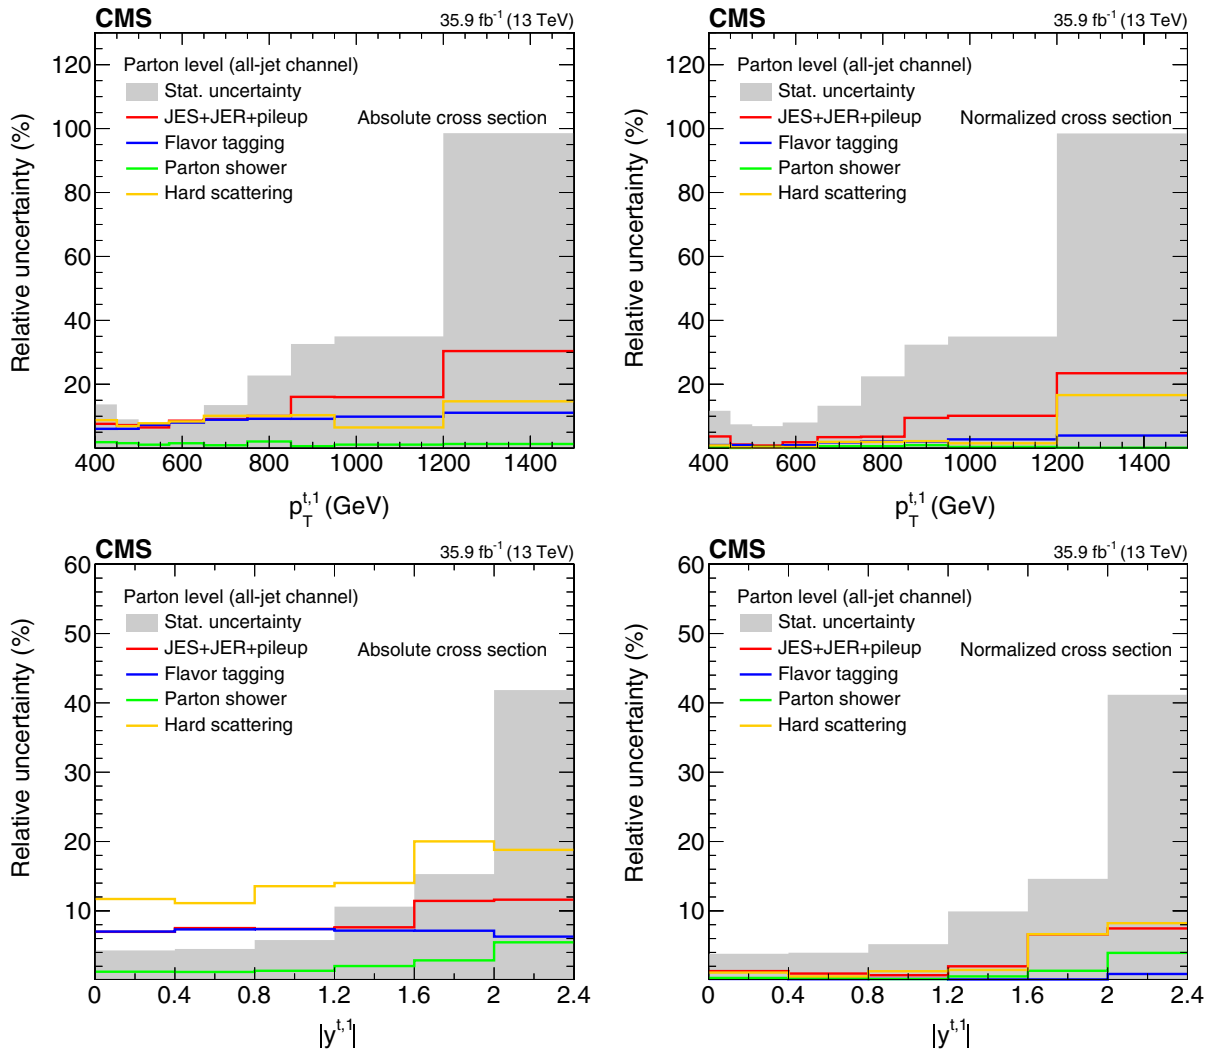 CMS 35.9 fb⁻¹ (13 TeV)
Parton level (all-jet channel)
Stat. uncertainty
JES+JER+pileup
Absolute cross section
Flavor tagging
Parton shower
Hard scattering
Relative uncertainty (%)
120
100
80
60
40
20
400 600 800 1000 1200 1400
p_T^{t,1} (GeV)
CMS 35.9 fb⁻¹ (13 TeV)
Parton level (all-jet channel)
Stat. uncertainty
JES+JER+pileup
Normalized cross section
Flavor tagging
Parton shower
Hard scattering
Relative uncertainty (%)
120
100
80
60
40
20
400 600 800 1000 1200 1400
p_T^{t,1} (GeV)
CMS 35.9 fb⁻¹ (13 TeV)
Parton level (all-jet channel)
Stat. uncertainty
JES+JER+pileup
Absolute cross section
Flavor tagging
Parton shower
Hard scattering
Relative uncertainty (%)
60
50
40
30
20
10
0 0.4 0.8 1.2 1.6 2 2.4
|y^{t,1}|
CMS 35.9 fb⁻¹ (13 TeV)
Parton level (all-jet channel)
Stat. uncertainty
JES+JER+pileup
Normalized cross section
Flavor tagging
Parton shower
Hard scattering
Relative uncertainty (%)
60
50
40
30
20
10
0 0.4 0.8 1.2 1.6 2 2.4
|y^{t,1}|